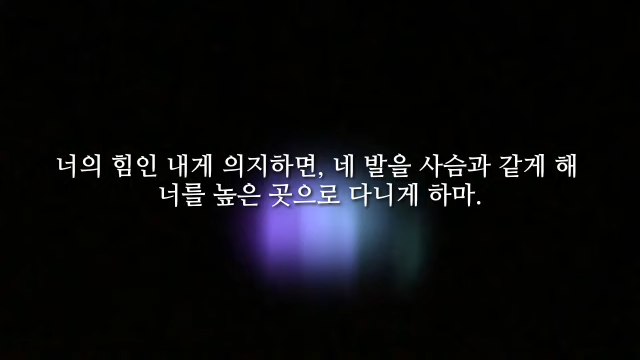 너의 힘인 내게 의지하면, 네 발을 사슴과 같게 해
너를 높은 곳으로 다니게 하마.